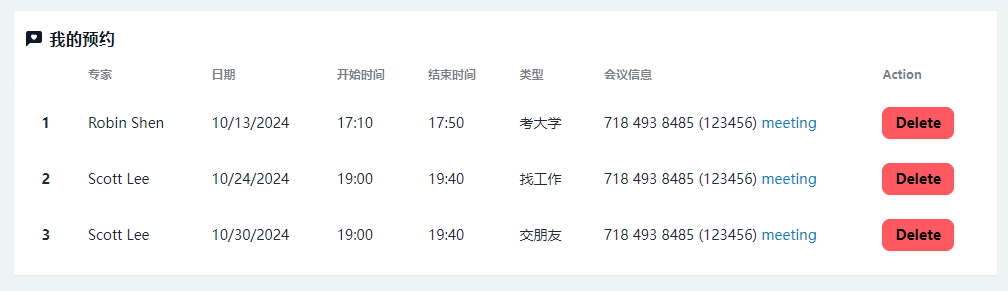 我的预约
专家 日期 开始时间 结束时间 类型 会议信息 Action
1 Robin Shen 10/13/2024 17:10 17:50 考大学 718 493 8485 (123456) meeting Delete
2 Scott Lee 10/24/2024 19:00 19:40 找工作 718 493 8485 (123456) meeting Delete
3 Scott Lee 10/30/2024 19:00 19:40 交朋友 718 493 8485 (123456) meeting Delete